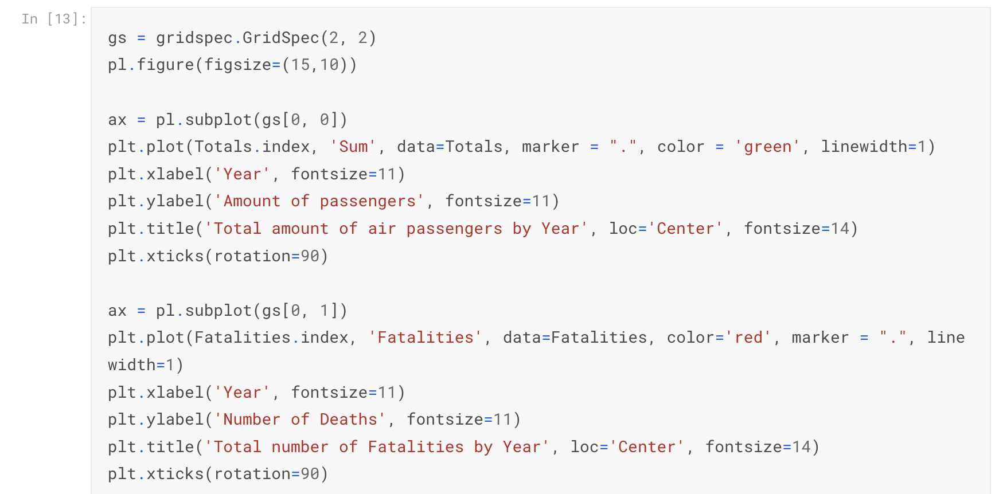 In [13]:
gs = gridspec.GridSpec(2, 2)
pl.figure(figsize=(15,10))
ax = pl.subplot(gs[0, 0])
plt.plot(Totals.index, 'Sum', data=Totals, marker = ".", color = 'green', linewidth=1)
plt.xlabel('Year', fontsize=11)
plt.ylabel('Amount of passengers', fontsize=11)
plt.title('Total amount of air passengers by Year', loc='Center', fontsize=14)
plt.xticks(rotation=90)
ax = pl.subplot(gs[0, 1])
plt.plot(Fatalities.index, 'Fatalities', data=Fatalities, color='red', marker = ".", line
width=1)
plt.xlabel('Year', fontsize=11)
plt.ylabel('Number of Deaths', fontsize=11)
plt.title('Total number of Fatalities by Year', loc='Center', fontsize=14)
plt.xticks(rotation=90)